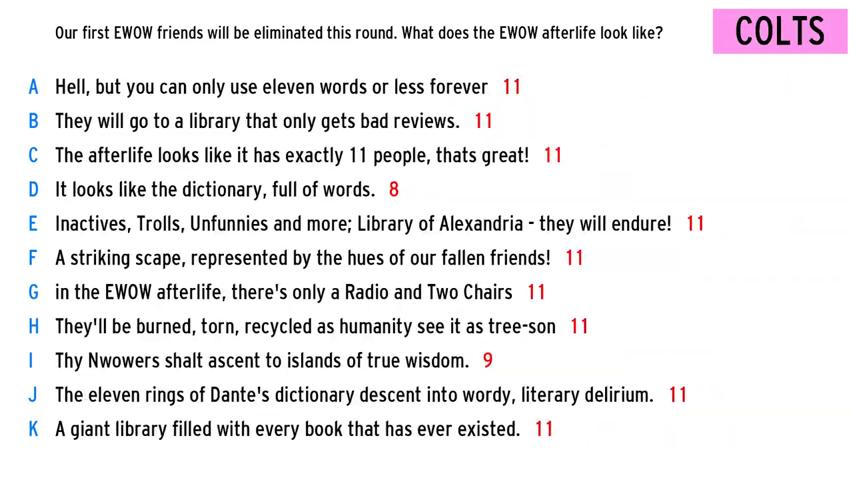 Our first EWOW friends will be eliminated this round. What does the EWOW afterlife look like?
COLTS
A Hell, but you can only use eleven words or less forever 11
B They will go to a library that only gets bad reviews. 11
C The afterlife looks like it has exactly 11 people, thats great! 11
D It looks like the dictionary, full of words. 8
E Inactives, Trolls, Unfunnies and more; Library of Alexandria - they will endure! 11
F A striking scape, represented by the hues of our fallen friends! 11
G in the EWOW afterlife, there's only a Radio and Two Chairs 11
H They'll be burned, torn, recycled as humanity see it as tree-son 11
I Thy Nwowers shalt ascent to islands of true wisdom. 9
J The eleven rings of Dante's dictionary descent into wordy, literary delirium. 11
K A giant library filled with every book that has ever existed. 11